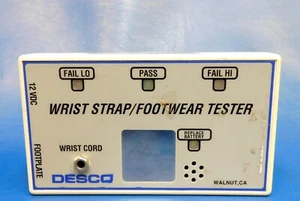 FAIL LO PASS FAIL HI
12 VDC
WRIST STRAP/FOOTWEAR TESTER
REPLACE
BATTERY
FOOTPLATE
WRIST CORD
DESCO
WALNUT,CA